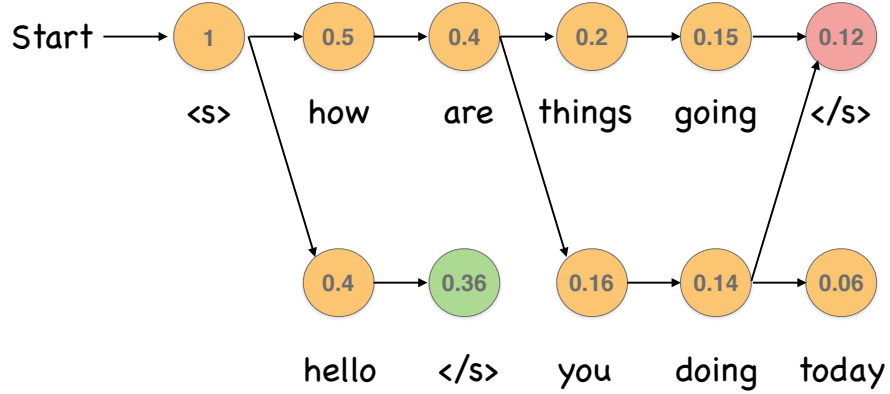 Start 1 0.5 0.4 0.2 0.15 0.12
<s> how are things going </s>
0.4 0.36 0.16 0.14 0.06
hello </s> you doing today